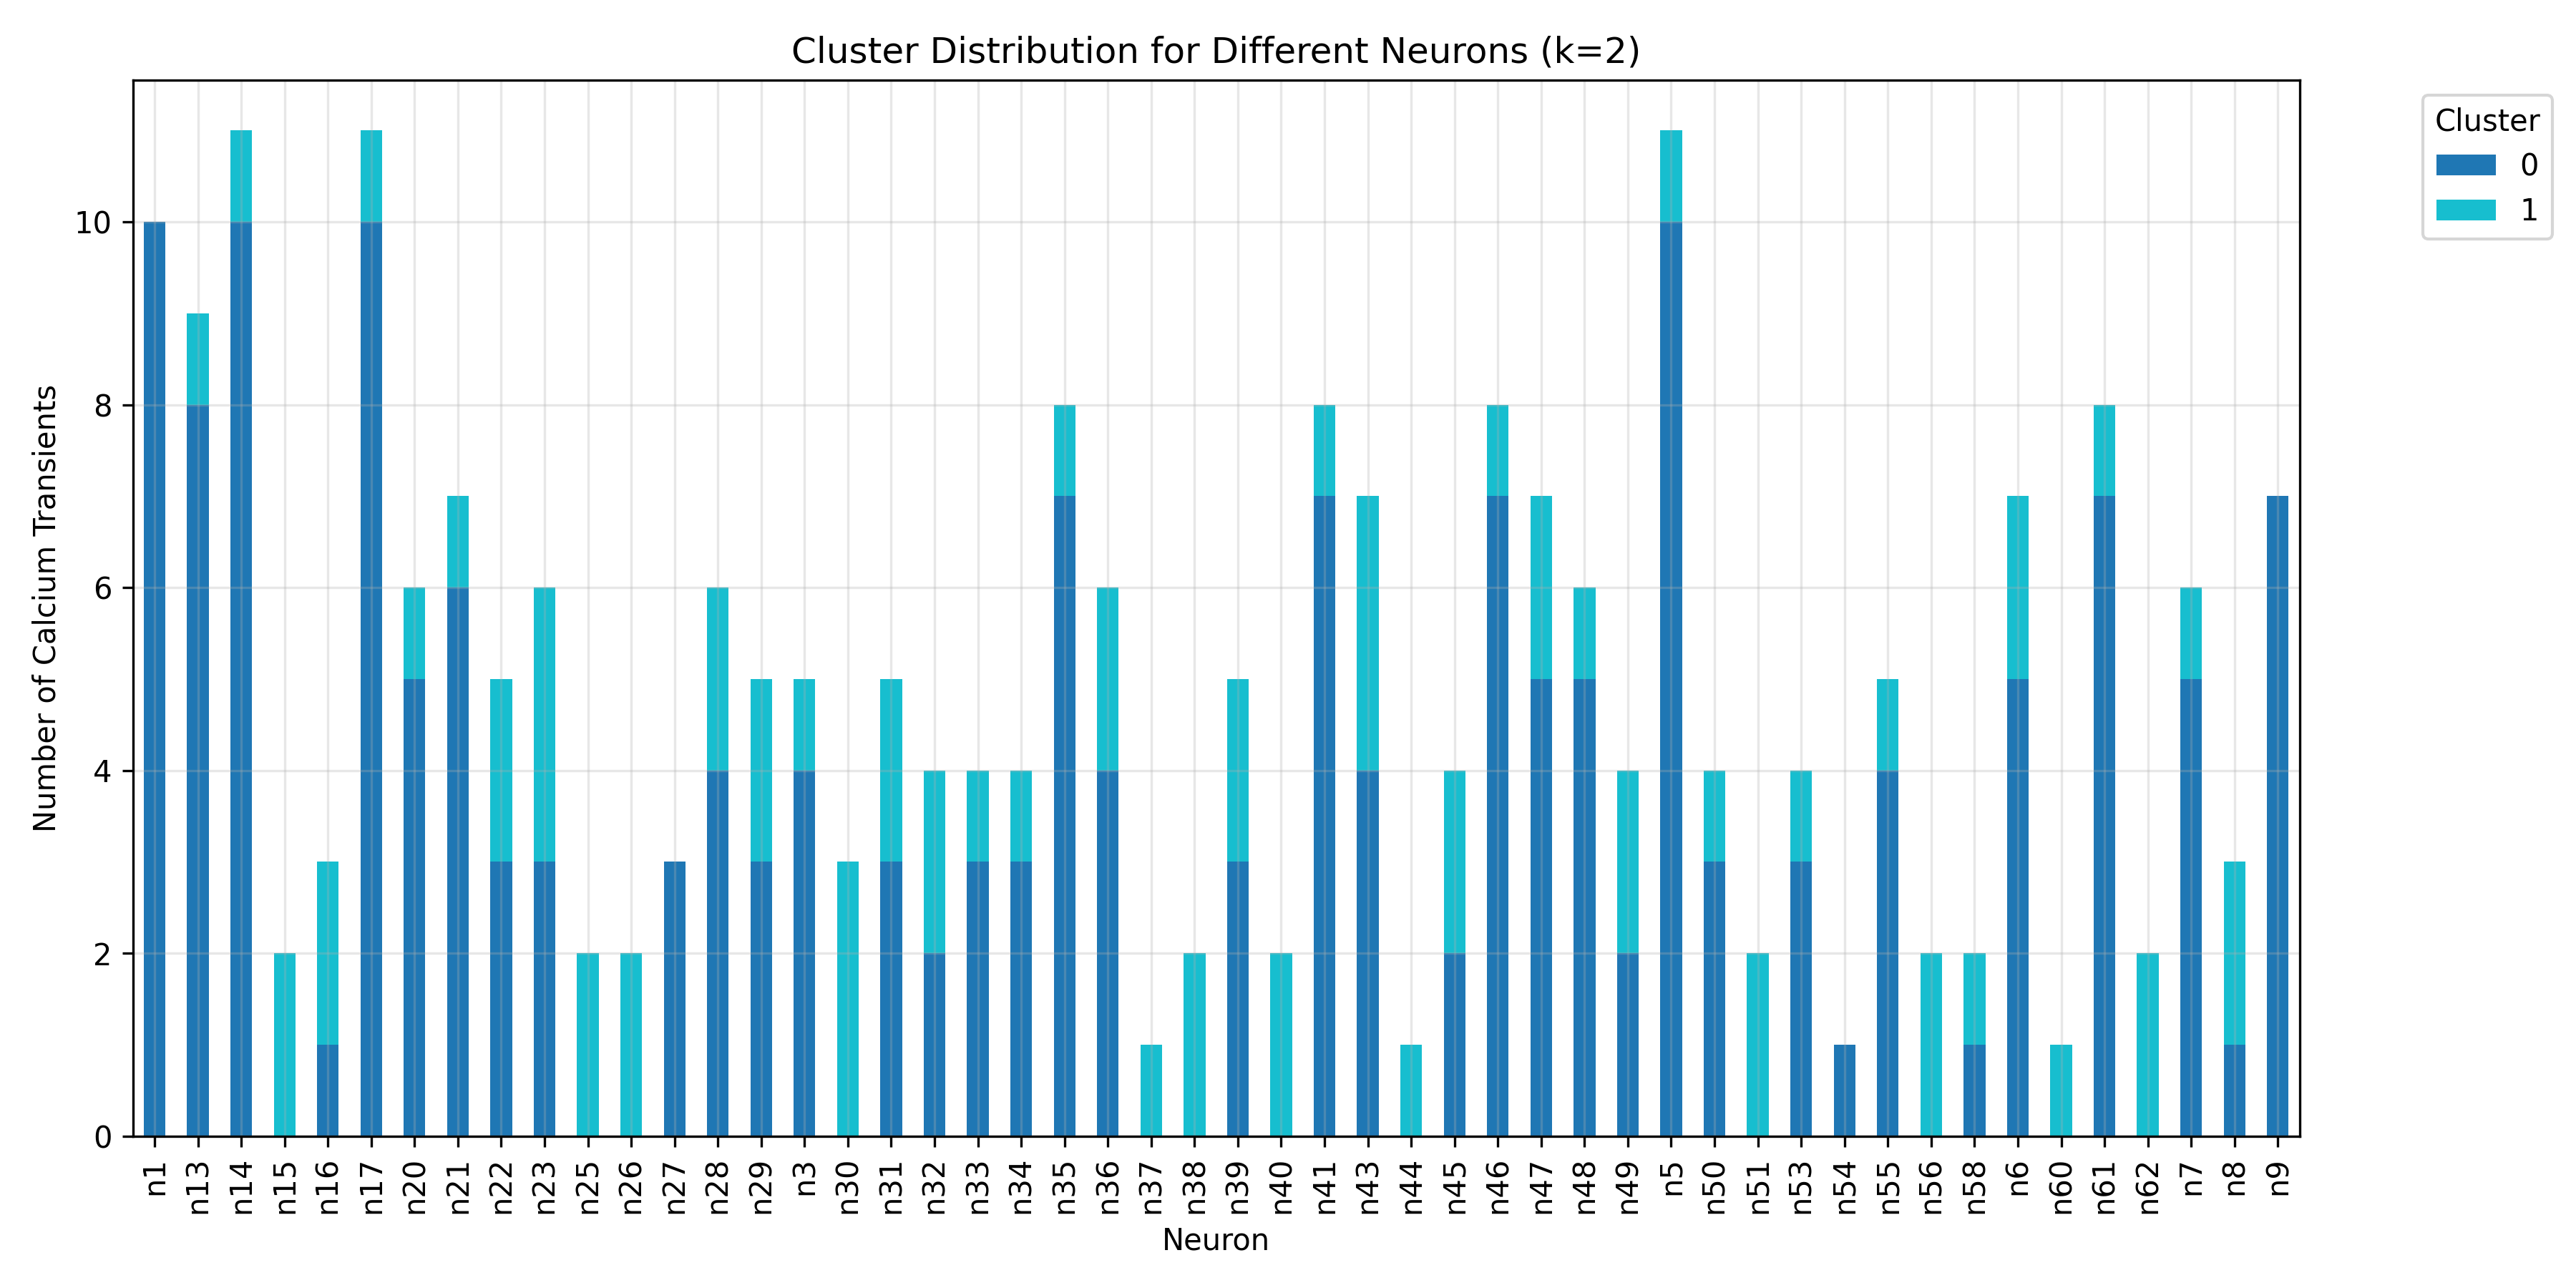 Cluster Distribution for Different Neurons (k=2)
Cluster
0
1
Number of Calcium Transients
10
8
6
4
2
0
n1 n13 n14 n15 n16 n17 n20 n21 n22 n23 n25 n26 n27 n28 n29 n3 n30 n31 n32 n33 n34 n35 n36 n37 n38 n39 n40 n41 n43 n44 n45 n46 n47 n48 n49 n5 n50 n51 n53 n54 n55 n56 n58 n6 n60 n61 n62 n7 n8 n9
Neuron